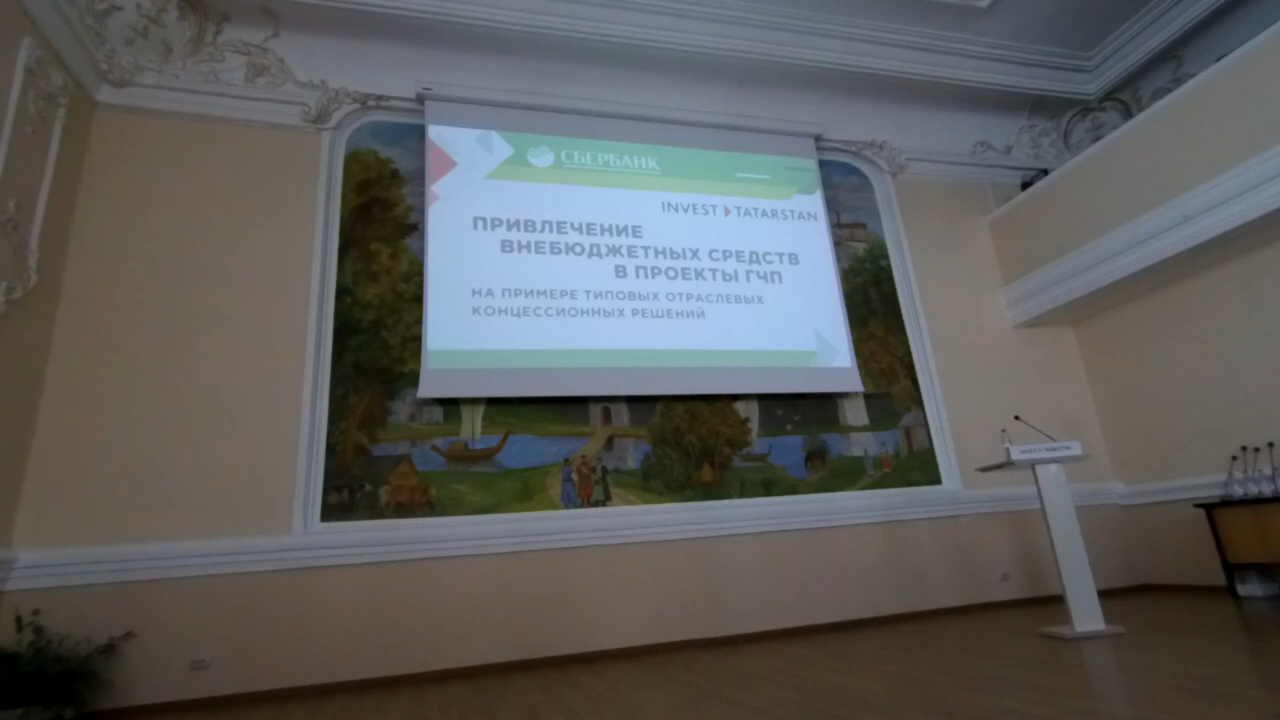 СБЕРБАНК
INVEST TATARSTAN
ПРИВЛЕЧЕНИЕ
ВНЕБЮДЖЕТНЫХ СРЕДСТВ
В ПРОЕКТЫ ГЧП
НА ПРИМЕРЕ ТИПОВЫХ ОТРАСЛЕВЫХ
КОНЦЕССИОННЫХ РЕШЕНИЙ